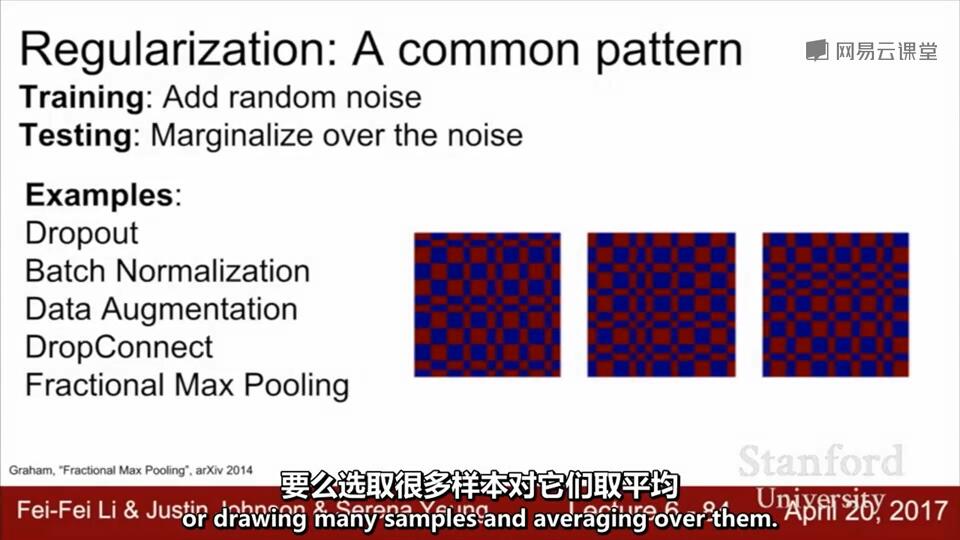 Regularization: A common pattern
网易云课堂
Training: Add random noise
Testing: Marginalize over the noise
Examples:
Dropout
Batch Normalization
Data Augmentation
DropConnect
Fractional Max Pooling
Graham, "Fractional Max Pooling", arXiv 2014
Stanford
University
要么选取很多样本对它们取平均
Fei-Fei Li & Justin Johnson & Serena Yeung
Lecture 6 - 84
April 20, 2017
or drawing many samples and averaging over them.